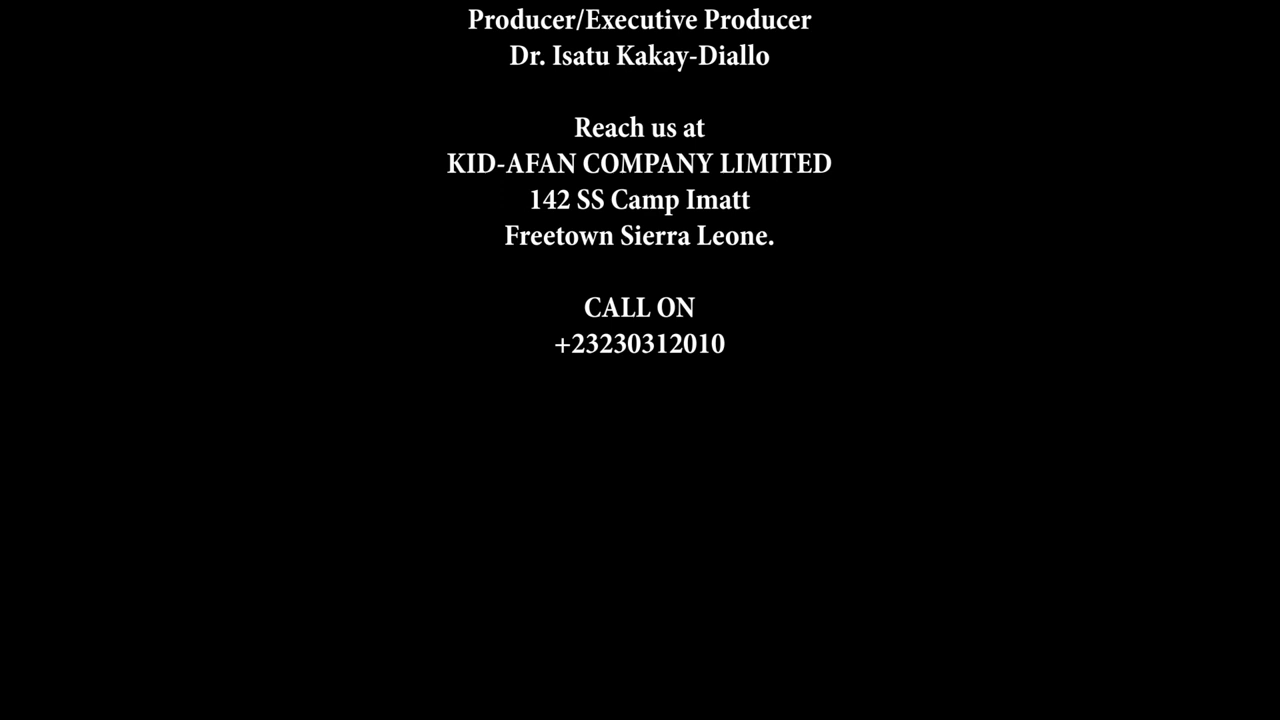 Producer/Executive Producer
Dr. Isatu Kakay-Diallo
Reach us at
KID-AFAN COMPANY LIMITED
142 SS Camp Imatt
Freetown Sierra Leone.
CALL ON
+23230312010